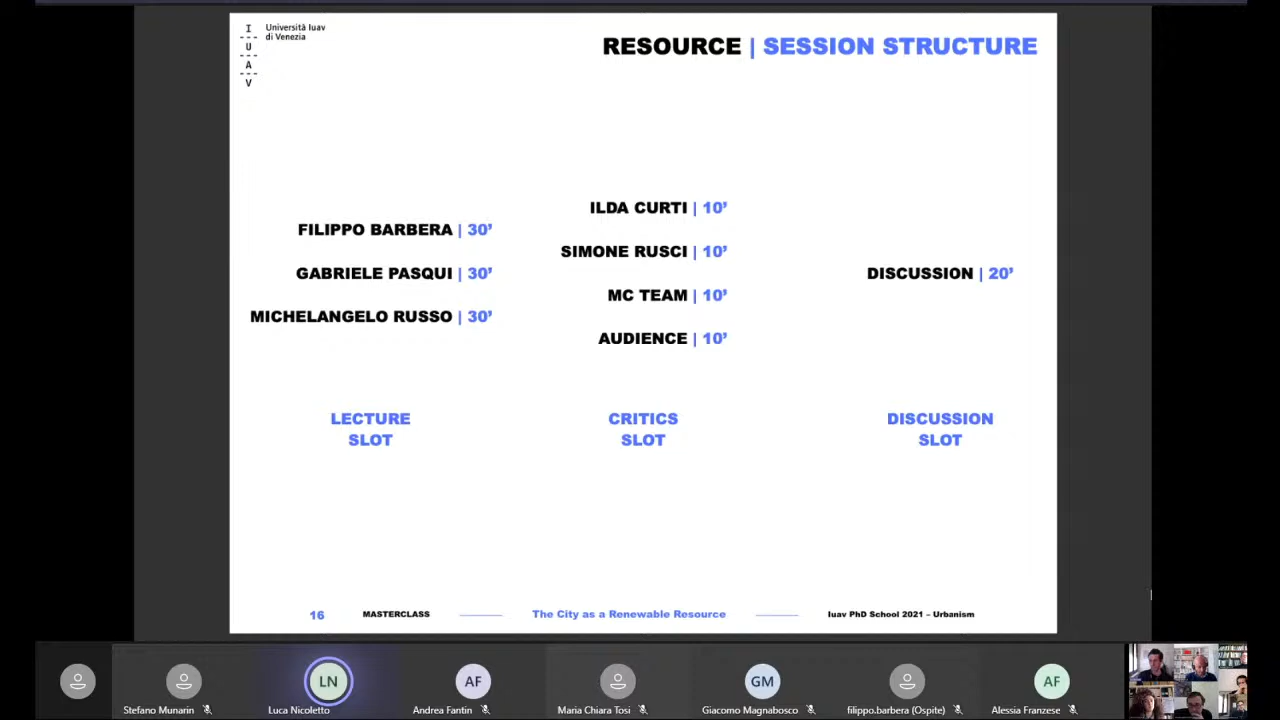 I
U
A
V
Università Iuav
di Venezia
RESOURCE | SESSION STRUCTURE
FILIPPO BARBERA | 30’
GABRIELE PASQUI | 30’
MICHELANGELO RUSSO | 30’
LECTURE
SLOT
ILDA CURTI | 10’
SIMONE RUSCI | 10’
MC TEAM | 10’
AUDIENCE | 10’
CRITICS
SLOT
DISCUSSION | 20’
DISCUSSION
SLOT
16 MASTERCLASS The City as a Renewable Resource Iuav PhD School 2021 – Urbanism
LN AF GM AF
Stefano Munarin Luca Nicoletto Andrea Fantin Maria Chiara Tosi Giacomo Magnabosco filippo.barbera (Ospite) Alessia Franzese